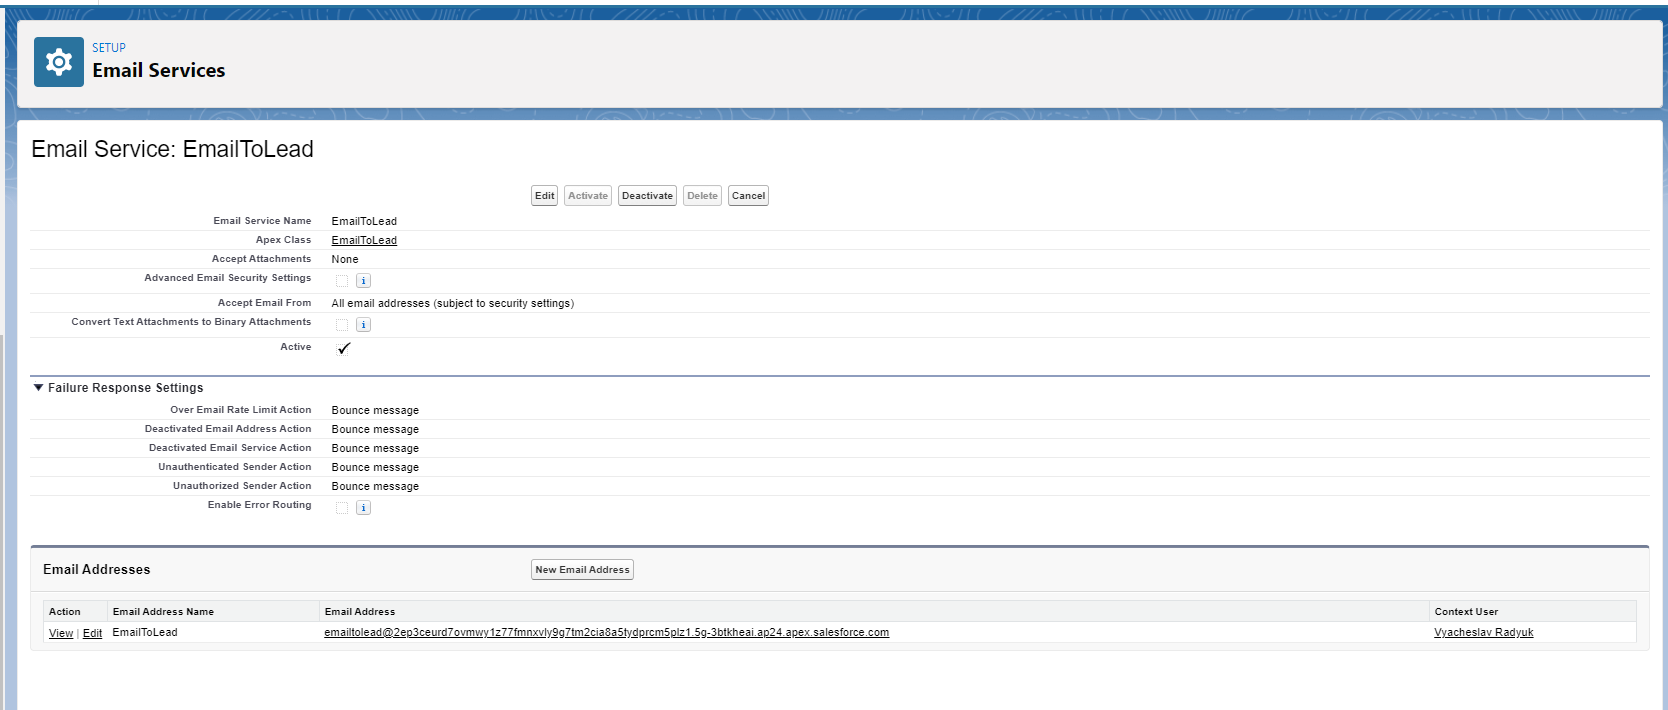 SETUP
Email Services
Email Service: EmailToLead
Edit Activate Deactivate Delete Cancel
Email Service Name EmailToLead
Apex Class EmailToLead
Accept Attachments None
Advanced Email Security Settings i
Accept Email From All email addresses (subject to security settings)
Convert Text Attachments to Binary Attachments i
Active
Failure Response Settings
Over Email Rate Limit Action Bounce message
Deactivated Email Address Action Bounce message
Deactivated Email Service Action Bounce message
Unauthenticated Sender Action Bounce message
Unauthorized Sender Action Bounce message
Enable Error Routing i
Email Addresses New Email Address
Action Email Address Name Email Address Context User
View | Edit EmailToLead emailtolead@2ep3ceurd7ovmwy1z77fmnxvly9g7tm2cia8a5tydprcm5plz1.5g-3btkheai.ap24.apex.salesforce.com Vyacheslav Radyuk